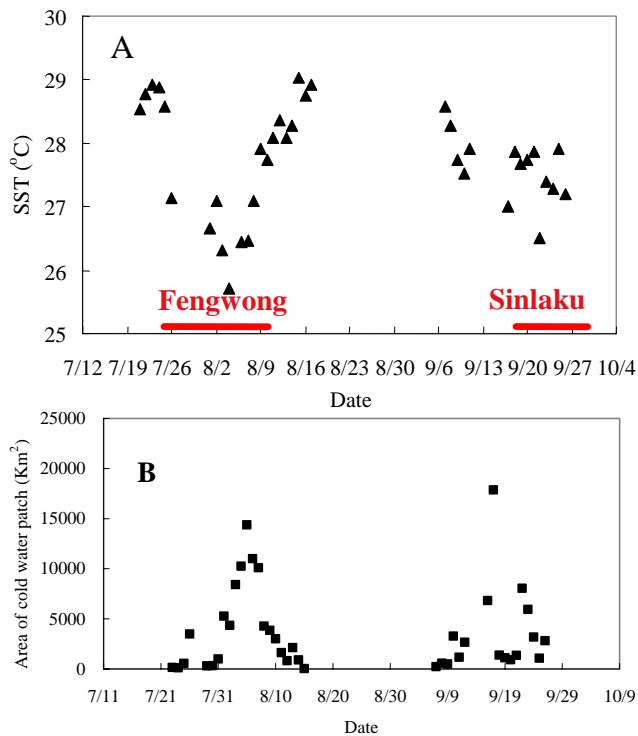 30
A
29
28
SST (°C)
27
26
Fengwong
Sinlaku
25
7/12 7/19 7/26 8/2 8/9 8/16 8/23 8/30 9/6 9/13 9/20 9/27 10/4
Date
25000
B
20000
15000
Area of cold water patch (Km²)
10000
5000
0
7/11 7/21 7/31 8/10 8/20 8/30 9/9 9/19 9/29 10/9
Date